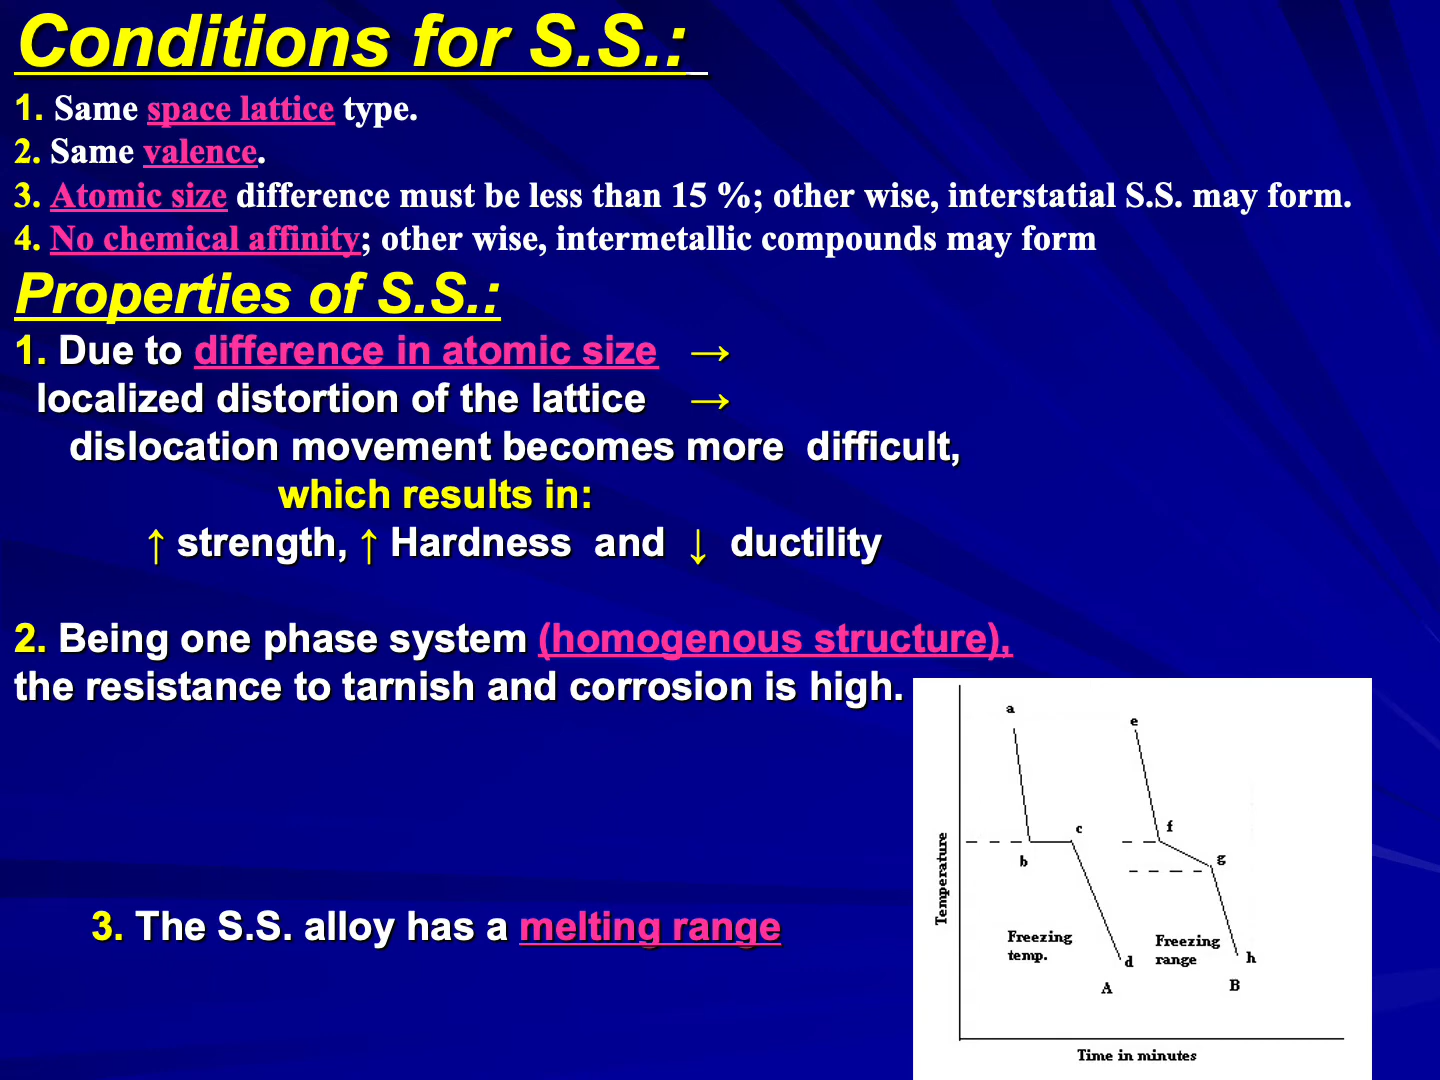 Conditions for S.S.:
1. Same space lattice type.
2. Same valence.
3. Atomic size difference must be less than 15 %; other wise, interstatial S.S. may form.
4. No chemical affinity; other wise, intermetallic compounds may form
Properties of S.S.:
1. Due to difference in atomic size →
localized distortion of the lattice →
dislocation movement becomes more difficult,
which results in:
↑ strength, ↑ Hardness and ↓ ductility
2. Being one phase system (homogenous structure),
the resistance to tarnish and corrosion is high.
3. The S.S. alloy has a melting range
a
e
c
f
b
g
Temperature
Freezing
temp.
d
A
Freezing
range
h
B
Time in minutes